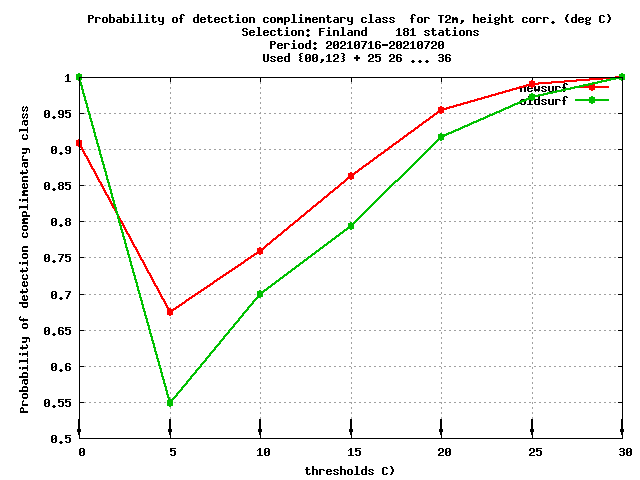 Probability of detection complimentary class  for T2m, height corr. (deg C)
Selection: Finland    181 stations
Period: 20210716-20210720
Used {00,12} + 25 26 ... 36
Probability of detection complimentary class
1
0.95
0.9
0.85
0.8
0.75
0.7
0.65
0.6
0.55
0.5
newsurf
oldsurf
0 5 10 15 20 25 30
thresholds C)